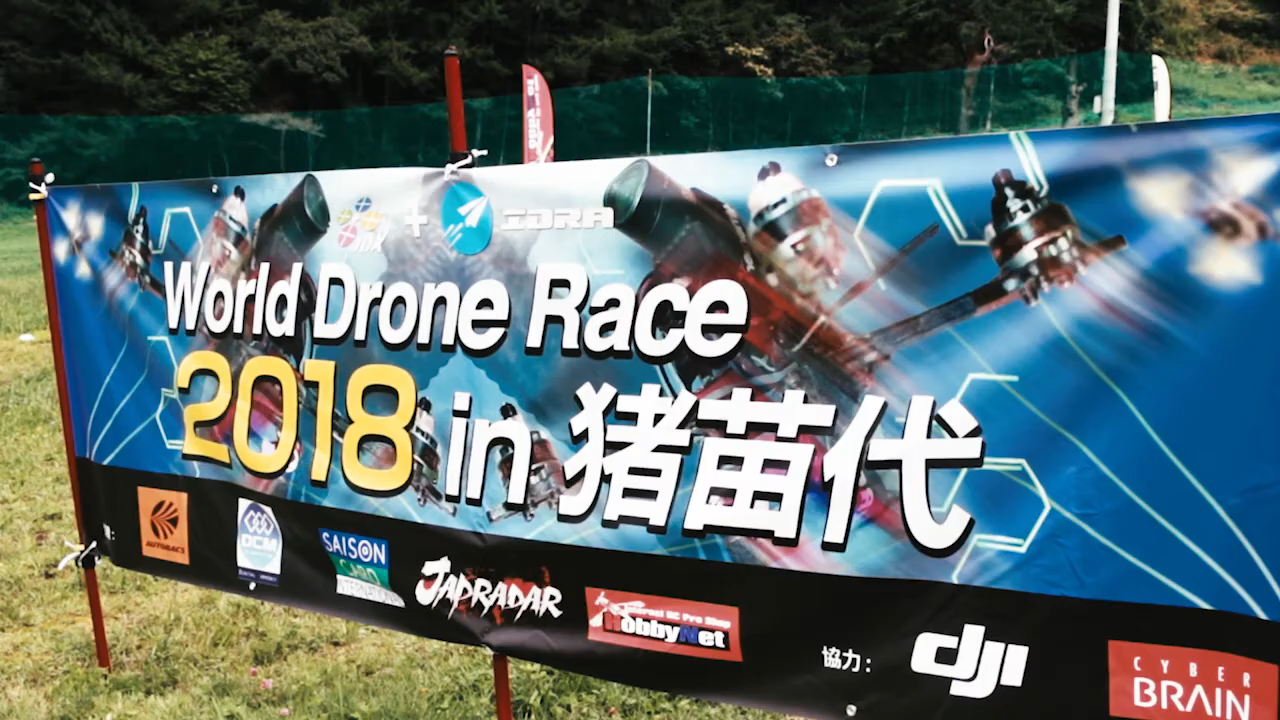 + IDRA
World Drone Race
2018 in 猪苗代
AUTOBACS
DCM
SAISON
CARD
INTERNATIONAL
JAPRADAR
HobbyNet
協力:
dji
CYBER
BRAIN